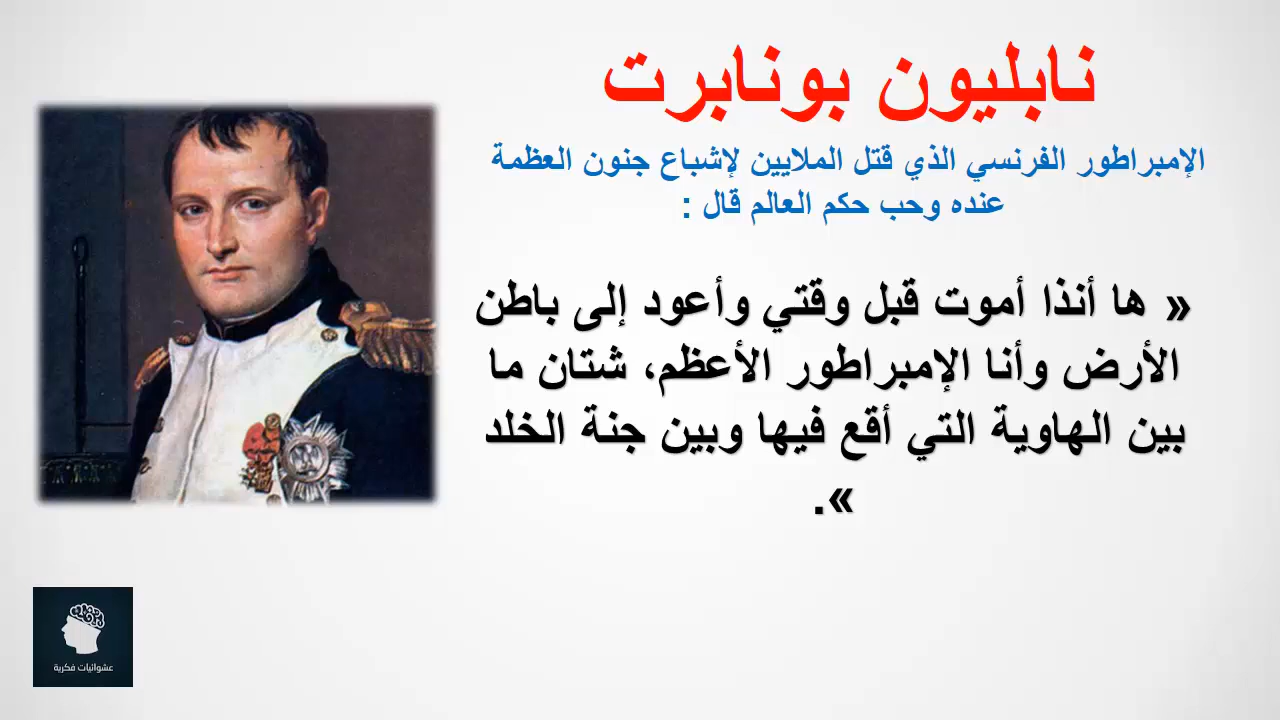 نابليون بونابرت
الإمبراطور الفرنسي الذي قتل الملايين لإشباع جنون العظمة
عنده وحب حكم العالم قال :
« ها أنذا أموت قبل وقتي وأعود إلى باطن
الأرض وأنا الإمبراطور الأعظم، شتان ما
بين الهاوية التي أقع فيها وبين جنة الخلد
».
عشوائيات فكرية